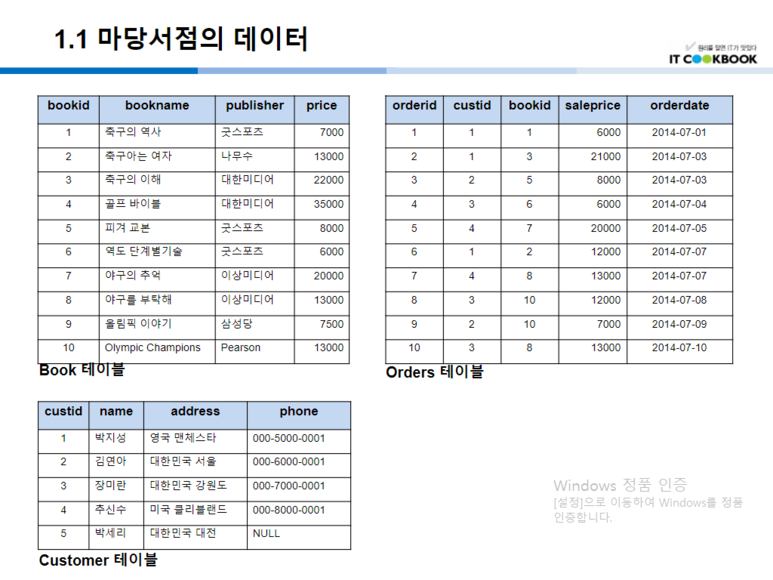 1.1 마당서점의 데이터
원리를 알면 IT가 맛있다
IT COOKBOOK
bookid bookname publisher price
1 축구의 역사 굿스포츠 7000
2 축구아는 여자 나무수 13000
3 축구의 이해 대한미디어 22000
4 골프 바이블 대한미디어 35000
5 피겨 교본 굿스포츠 8000
6 역도 단계별기술 굿스포츠 6000
7 야구의 추억 이상미디어 20000
8 야구를 부탁해 이상미디어 13000
9 올림픽 이야기 삼성당 7500
10 Olympic Champions Pearson 13000
Book 테이블
orderid custid bookid saleprice orderdate
1 1 1 6000 2014-07-01
2 1 3 21000 2014-07-03
3 2 5 8000 2014-07-03
4 3 6 6000 2014-07-04
5 4 7 20000 2014-07-05
6 1 2 12000 2014-07-07
7 4 8 13000 2014-07-07
8 3 10 12000 2014-07-08
9 2 10 7000 2014-07-09
10 3 8 13000 2014-07-10
Orders 테이블
custid name address phone
1 박지성 영국 맨체스타 000-5000-0001
2 김연아 대한민국 서울 000-6000-0001
3 장미란 대한민국 강원도 000-7000-0001
4 추신수 미국 클리블랜드 000-8000-0001
5 박세리 대한민국 대전 NULL
Customer 테이블
Windows 정품 인증
[설정]으로 이동하여 Windows를 정품
인증합니다.